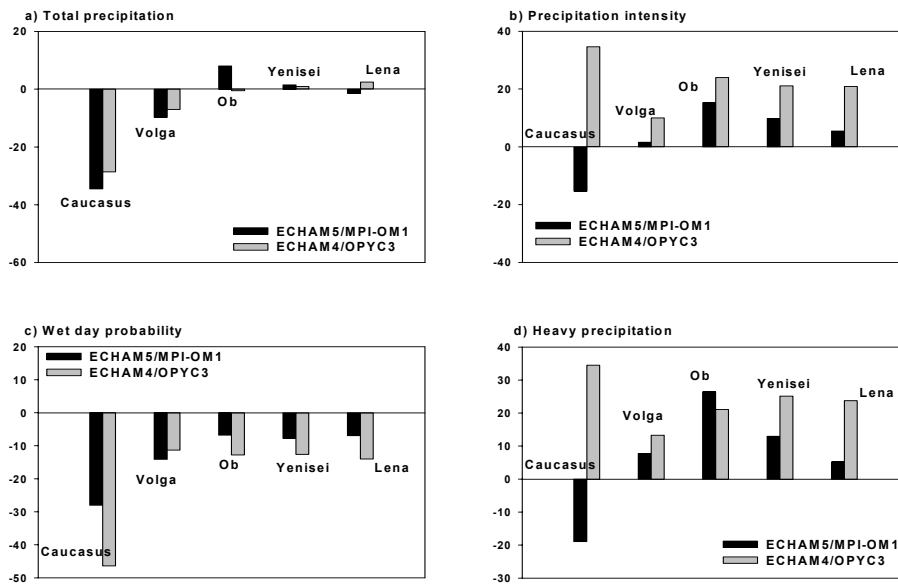 a) Total precipitation
20
0
-20
-40
-60
Caucasus
Volga
Ob
Yenisei
Lena
ECHAM5/MPI-OM1
ECHAM4/OPYC3
b) Precipitation intensity
40
20
0
-20
-40
Caucasus
Volga
Ob
Yenisei
Lena
ECHAM5/MPI-OM1
ECHAM4/OPYC3
c) Wet day probability
20
10
0
-10
-20
-30
-40
-50
ECHAM5/MPI-OM1
ECHAM4/OPYC3
Caucasus
Volga
Ob
Yenisei
Lena
d) Heavy precipitation
40
30
20
10
0
-10
-20
-30
Caucasus
Volga
Ob
Yenisei
Lena
ECHAM5/MPI-OM1
ECHAM4/OPYC3